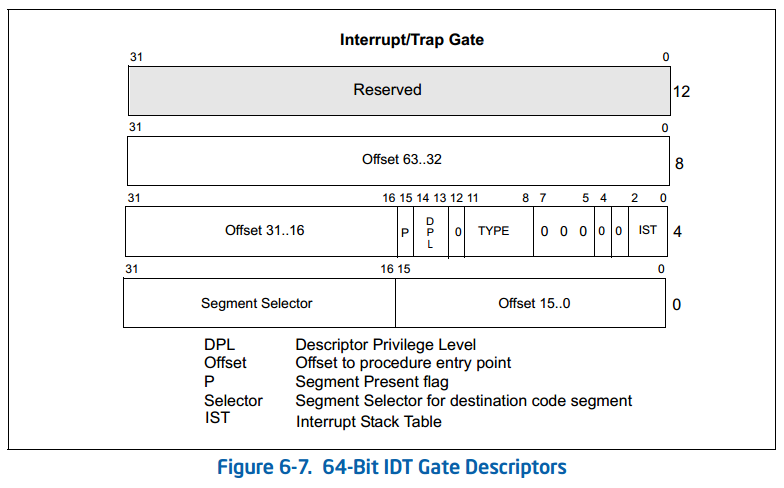 Interrupt/Trap Gate
31 0
Reserved 12
31 0
Offset 63..32 8
31 16 15 14 13 12 11 8 7 5 4 2 0
Offset 31..16 P DPL 0 TYPE 0 0 0 0 0 IST 4
31 16 15 0
Segment Selector Offset 15..0 0
DPL Descriptor Privilege Level
Offset Offset to procedure entry point
P Segment Present flag
Selector Segment Selector for destination code segment
IST Interrupt Stack Table
Figure 6-7. 64-Bit IDT Gate Descriptors